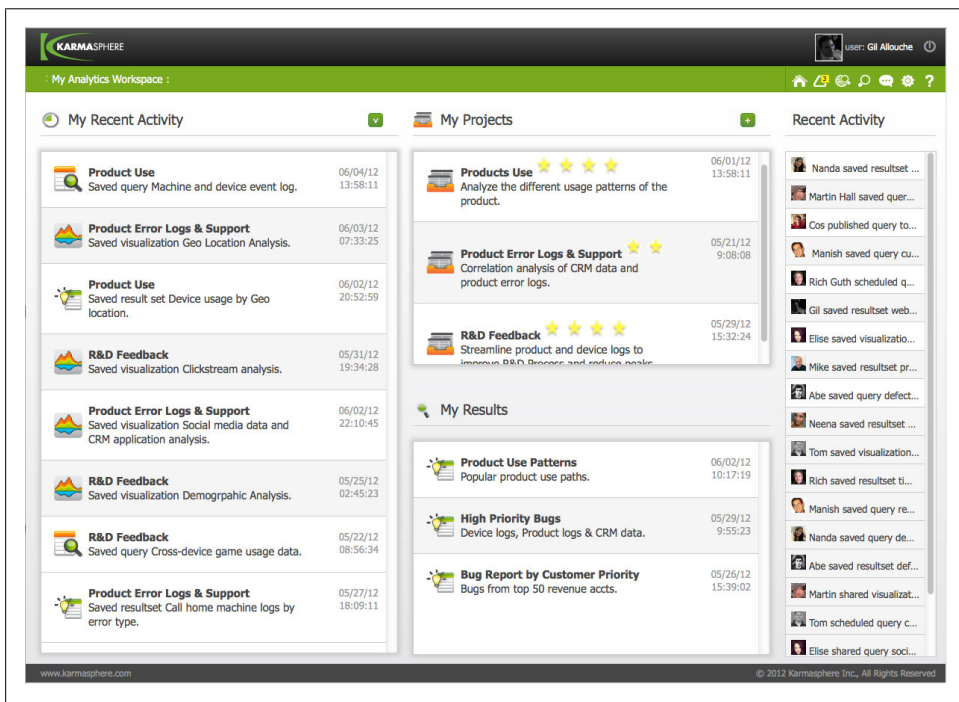 KARMASPHERE
user: Gil Allouche
: My Analytics Workspace :
3
?
My Recent Activity
v
Product Use
06/04/12
Saved query Machine and device event log.
13:58:11
Product Error Logs & Support
06/03/12
Saved visualization Geo Location Analysis.
07:33:25
Product Use
06/02/12
Saved result set Device usage by Geo
20:52:59
location.
R&D Feedback
05/31/12
Saved visualization Clickstream analysis.
19:34:28
Product Error Logs & Support
06/02/12
Saved visualization Social media data and
22:10:45
CRM application analysis.
R&D Feedback
05/25/12
Saved visualization Demogrpahic Analysis.
02:45:23
R&D Feedback
05/22/12
Saved query Cross-device game usage data.
08:56:34
Product Error Logs & Support
05/27/12
Saved resultset Call home machine logs by
18:09:11
error type.
My Projects
+
Products Use
06/01/12
13:58:11
Analyze the different usage patterns of the
product.
Product Error Logs & Support
05/21/12
9:08:08
Correlation analysis of CRM data and
product error logs.
R&D Feedback
05/29/12
15:32:24
Streamline product and device logs to
improve R&D Process and reduce peaks
My Results
Product Use Patterns
06/02/12
Popular product use paths.
10:17:19
High Priority Bugs
05/29/12
Device logs, Product logs & CRM data.
9:55:23
Bug Report by Customer Priority
05/26/12
Bugs from top 50 revenue accts.
15:39:02
Recent Activity
Nanda saved resultset ...
Martin Hall saved quer...
Cos published query to...
Manish saved query cu...
Rich Guth scheduled q...
Gil saved resultset web...
Elise saved visualizatio...
Mike saved resultset pr...
Abe saved query defect...
Neena saved resultset ...
Tom saved visualization...
Rich saved resultset ti...
Manish saved query re...
Nanda saved query de...
Abe saved resultset def...
Martin shared visualizat...
Tom scheduled query c...
Elise shared query soci...
www.karmasphere.com
© 2012 Karmasphere Inc., All Rights Reserved